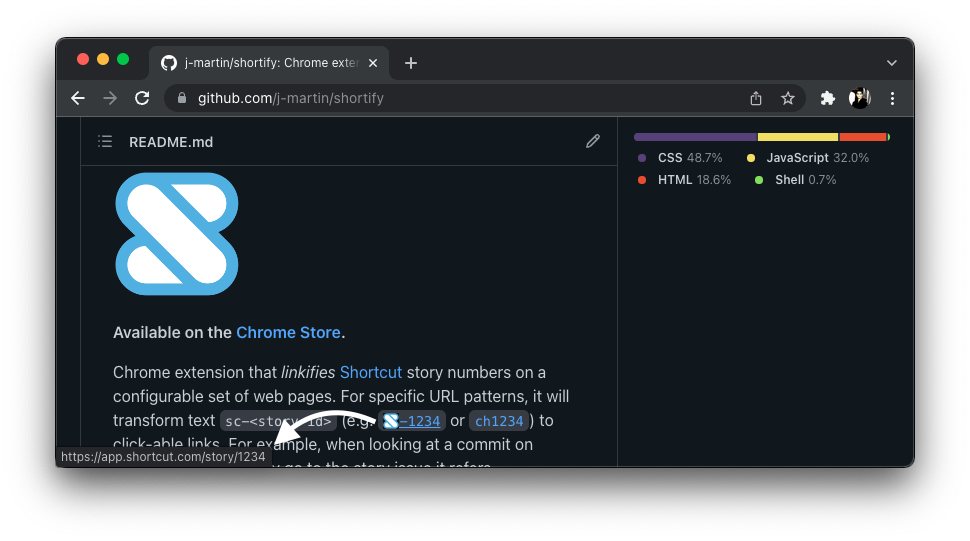 j-martin/shortify: Chrome exte
github.com/j-martin/shortify
README.md
CSS 48.7%
JavaScript 32.0%
HTML 18.6%
Shell 0.7%
Available on the Chrome Store.
Chrome extension that linkifies Shortcut story numbers on a
configurable set of web pages. For specific URL patterns, it will
transform text sc-<story-id> (e.g. -1234 or ch1234) to
click-able links. For example, when looking at a commit on
go to the story issue it refers
https://app.shortcut.com/story/1234